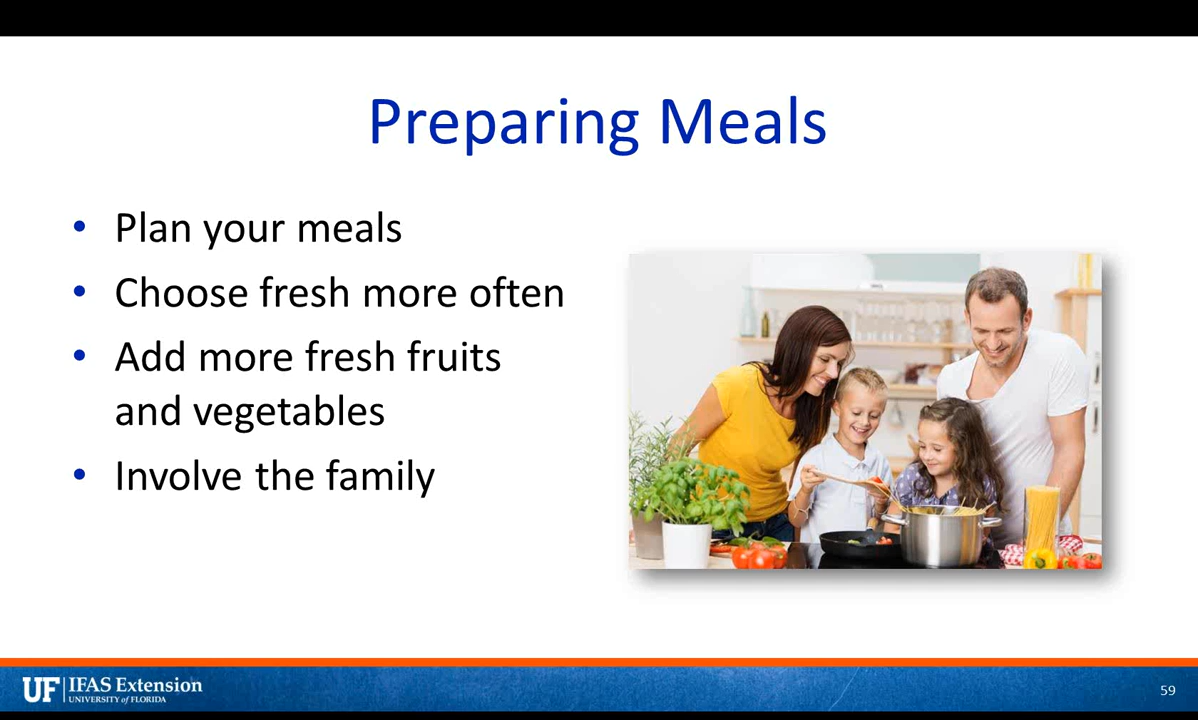 Preparing Meals
• Plan your meals
• Choose fresh more often
• Add more fresh fruits
and vegetables
• Involve the family
UF IFAS Extension
UNIVERSITY of FLORIDA
59